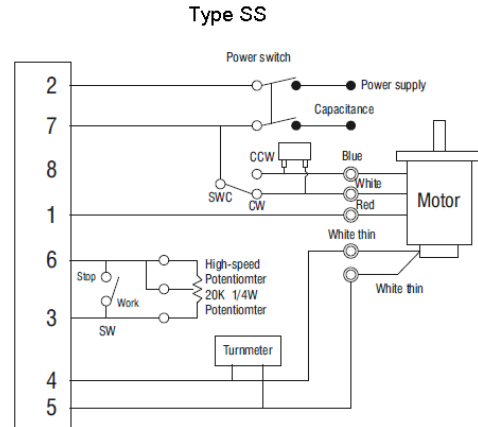 Type SS
Power switch
2
Power supply
7
Capacitance
8
CCW
Blue
SWC
CW
White
Motor
1
Red
White thin
6
Stop
Work
SW
High-speed
Potentiomter
20K 1/4W
Potentiomter
White thin
3
Turnmeter
4
5